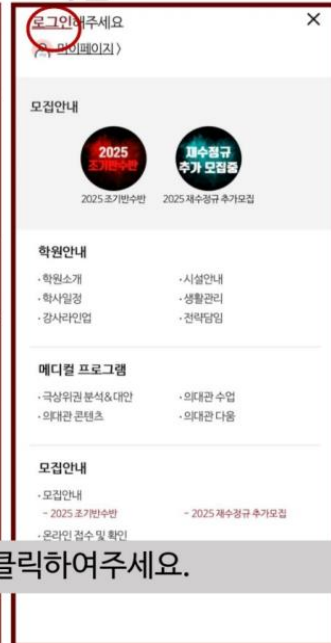 로그인해주세요
마이페이지 〉
모집안내
2025
조기반수반
재수정규
추가 모집중
2025 조기반수반
2025 재수정규 추가모집
학원안내
· 학원소개
· 시설안내
· 학사일정
· 생활관리
· 강사라인업
· 전략담임
메디컬 프로그램
· 극상위권 분석&대안
· 의대관 수업
· 의대관 콘텐츠
· 의대관 다움
모집안내
· 모집안내
- 2025 조기반수반
- 2025 재수정규 추가모집
· 온라인 접수 및 확인
클릭하여주세요.